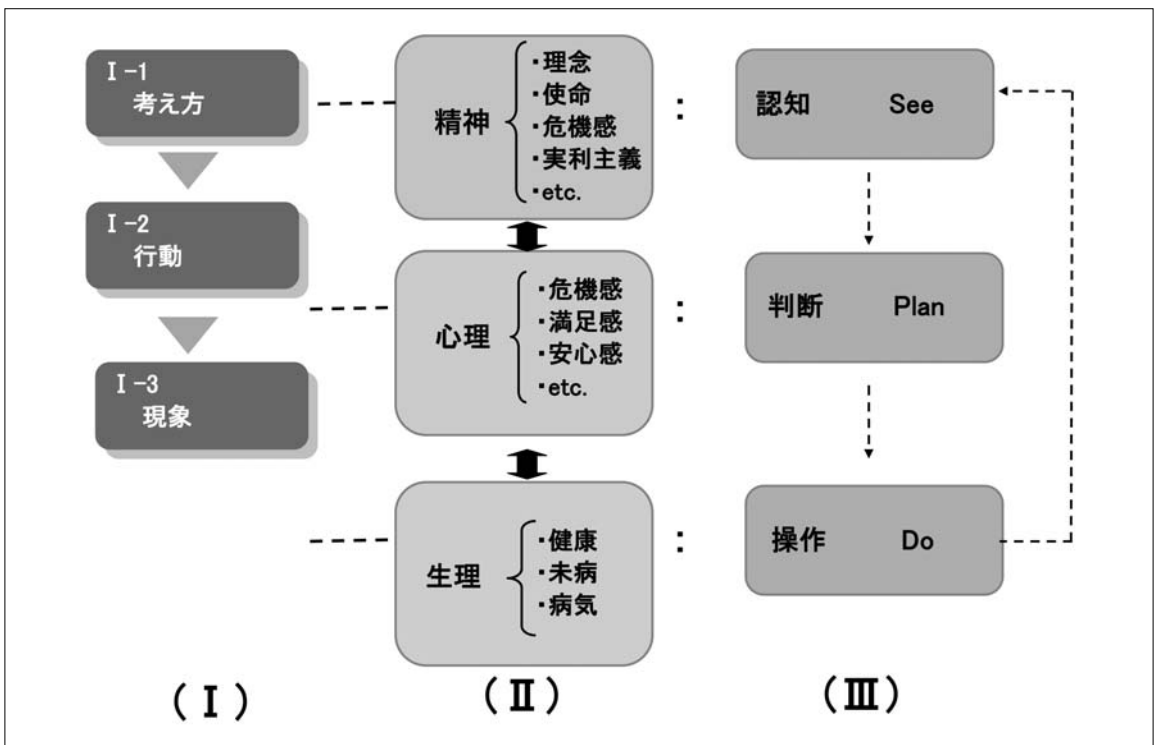 Ⅰ-1
考え方
Ⅰ-2
行動
Ⅰ-3
現象
精神
・理念
・使命
・危機感
・実利主義
・etc.
心理
・危機感
・満足感
・安心感
・etc.
生理
・健康
・未病
・病気
:
:
:
認知 See
判断 Plan
操作 Do
(Ⅰ)
(Ⅱ)
(Ⅲ)